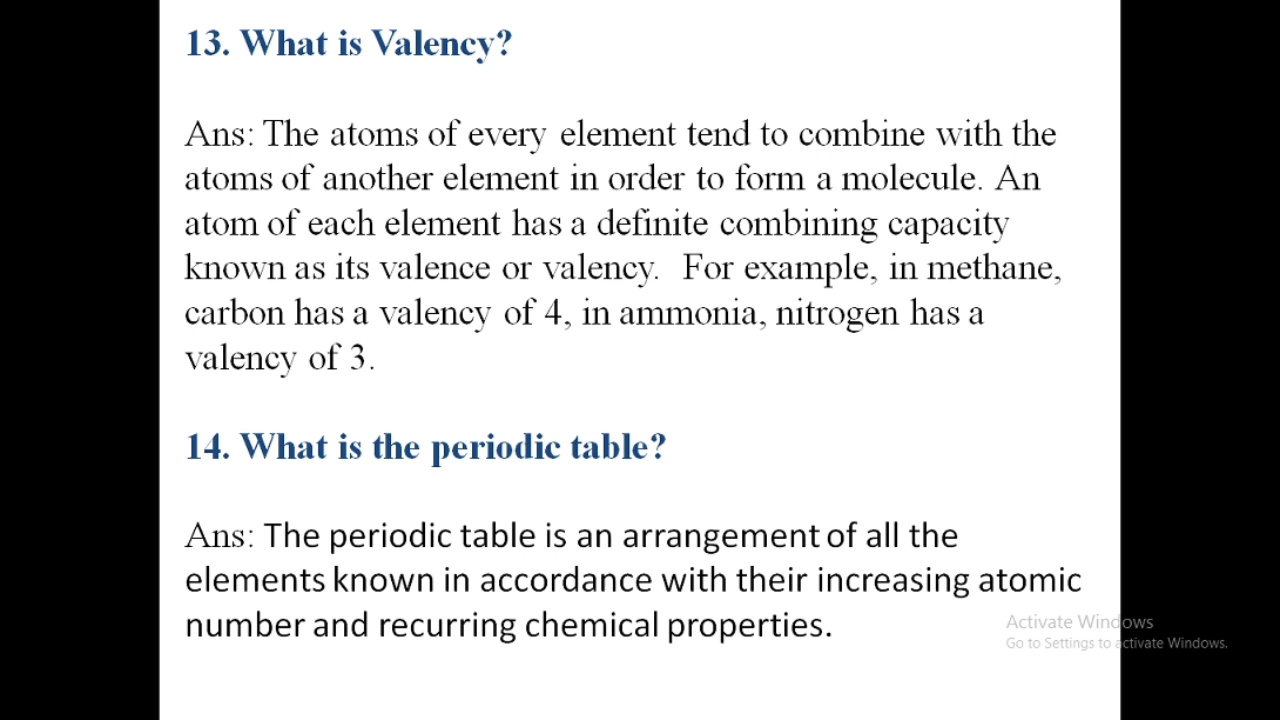 13. What is Valency?
Ans: The atoms of every element tend to combine with the
atoms of another element in order to form a molecule. An
atom of each element has a definite combining capacity
known as its valence or valency. For example, in methane,
carbon has a valency of 4, in ammonia, nitrogen has a
valency of 3.
14. What is the periodic table?
Ans: The periodic table is an arrangement of all the
elements known in accordance with their increasing atomic
number and recurring chemical properties.
Activate Windows
Go to Settings to activate Windows.